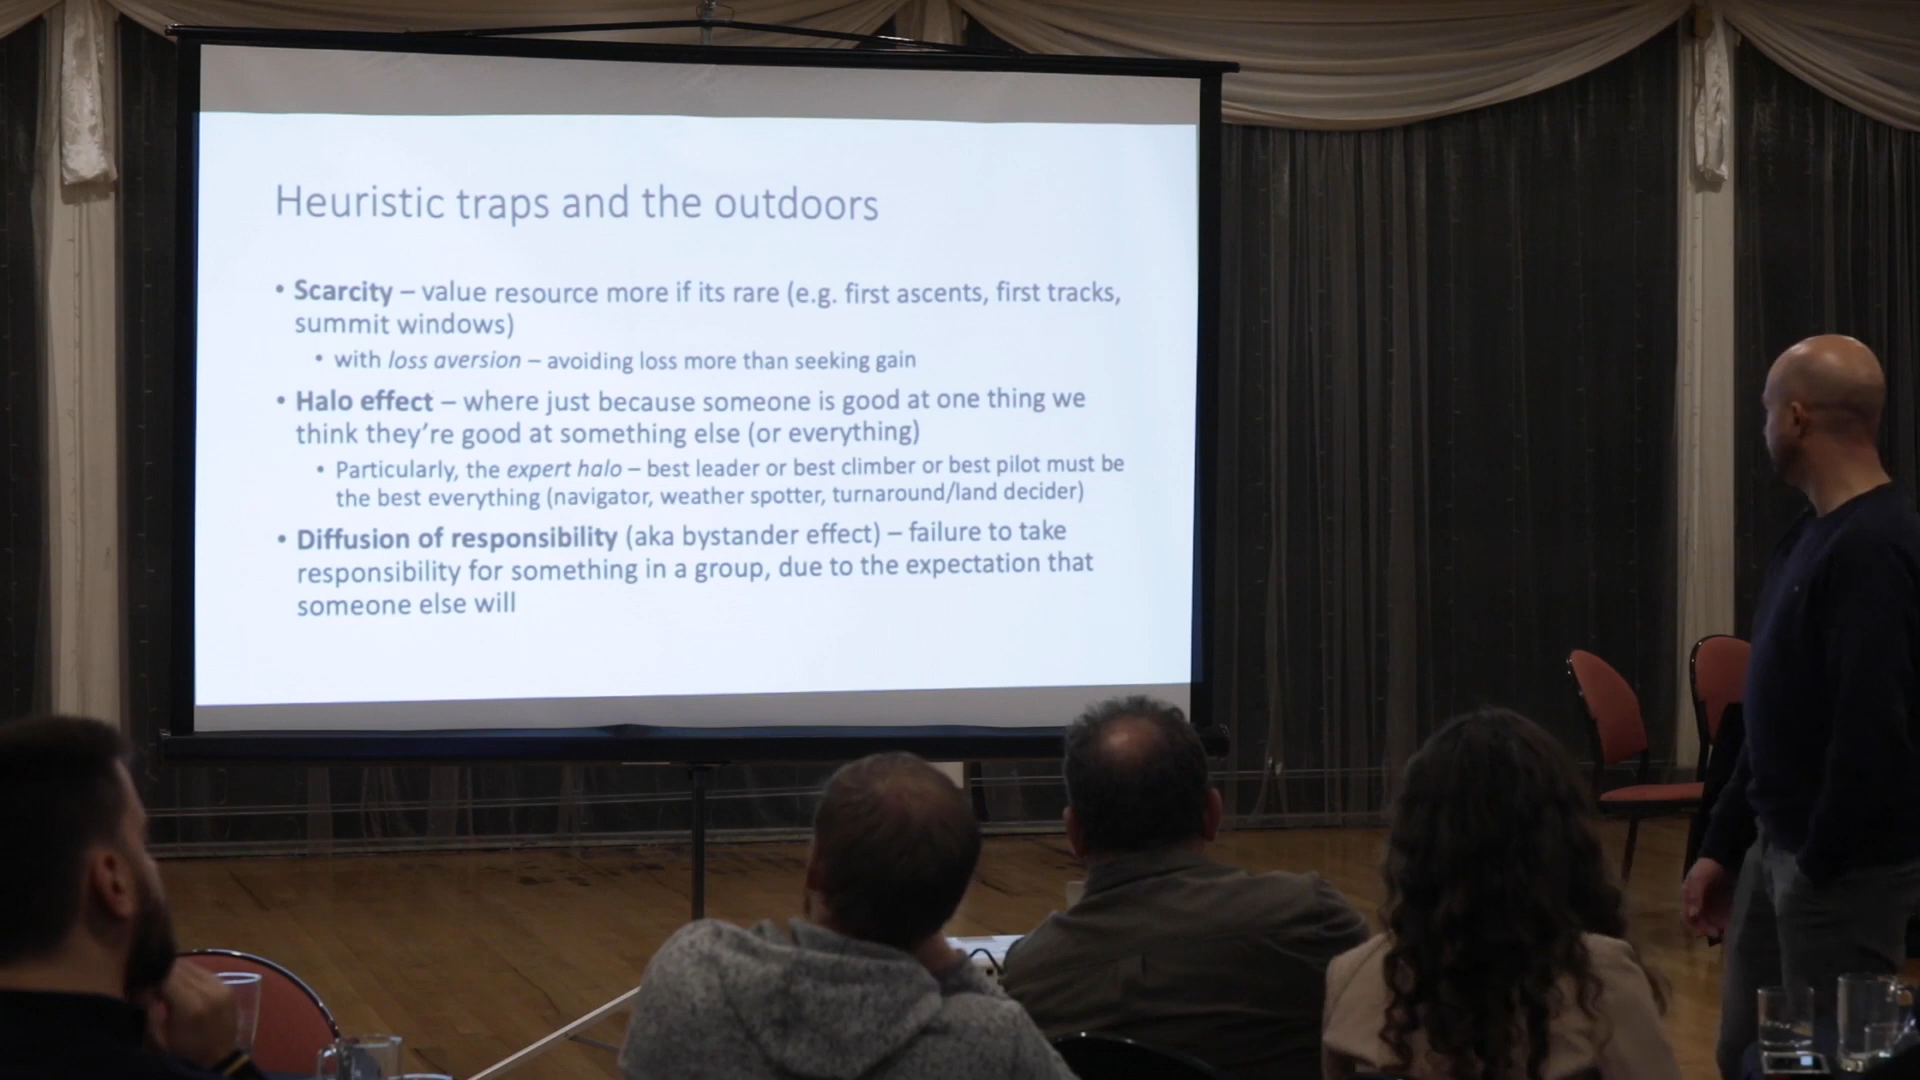 Heuristic traps and the outdoors
• Scarcity – value resource more if its rare (e.g. first ascents, first tracks,
summit windows)
• with loss aversion – avoiding loss more than seeking gain
• Halo effect – where just because someone is good at one thing we
think they’re good at something else (or everything)
• Particularly, the expert halo – best leader or best climber or best pilot must be
the best everything (navigator, weather spotter, turnaround/land decider)
• Diffusion of responsibility (aka bystander effect) – failure to take
responsibility for something in a group, due to the expectation that
someone else will